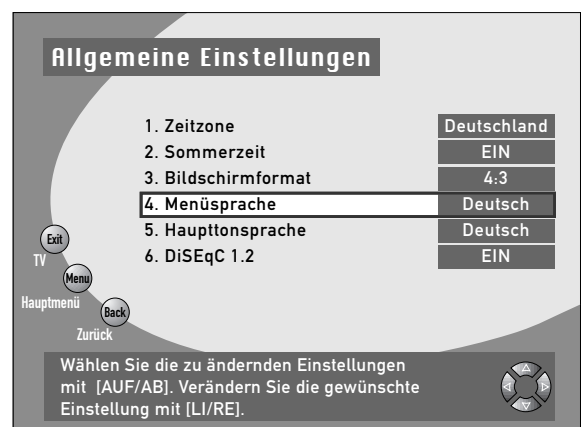 Allgemeine Einstellungen
1. Zeitzone Deutschland
2. Sommerzeit EIN
3. Bildschirmformat 4:3
4. Menüsprache Deutsch
5. Haupttonsprache Deutsch
6. DiSEqC 1.2 EIN
Exit
TV
Menu
Hauptmenü
Back
Zurück
Wählen Sie die zu ändernden Einstellungen
mit [AUF/AB]. Verändern Sie die gewünschte
Einstellung mit [LI/RE].